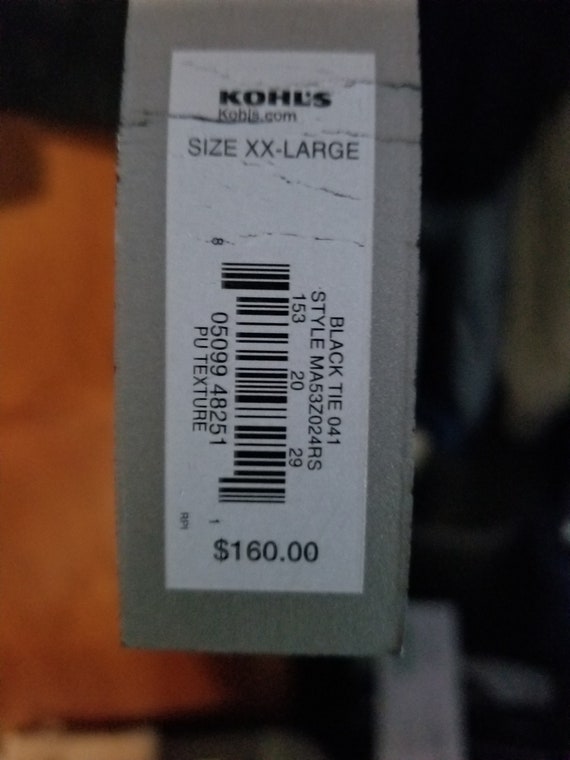 KOHL'S
Kohls.com
SIZE XX-LARGE
BLACK TIE 041
STYLE MA53Z024RS
153 20 29
8 05099 48251 1
PU TEXTURE
RPI
$160.00